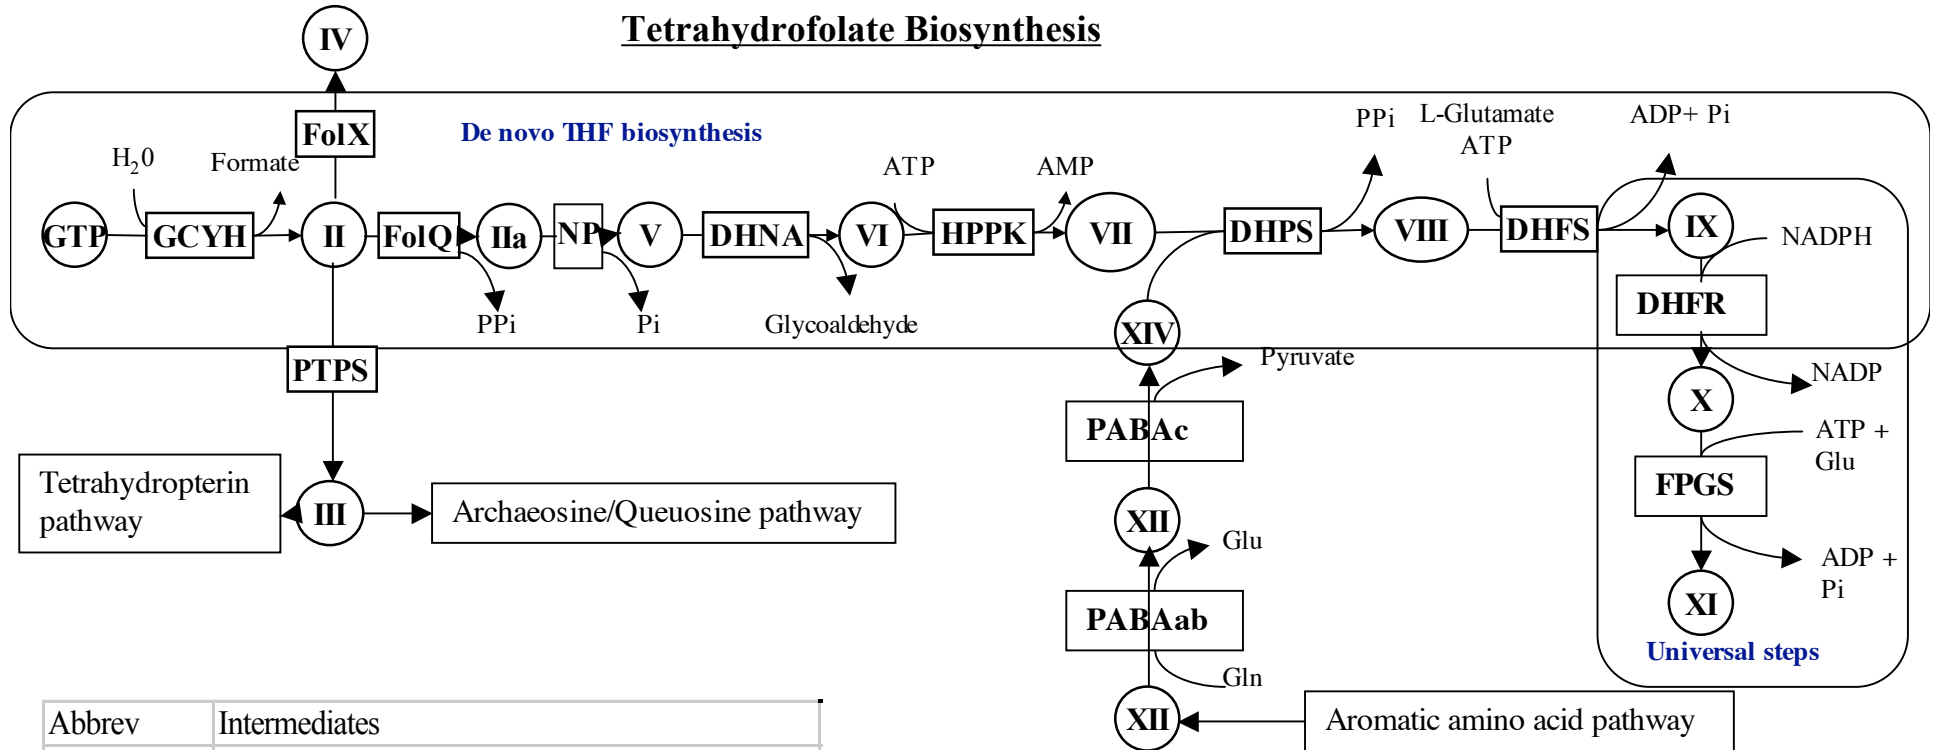 Tetrahydrofolate Biosynthesis
IV
FolX
De novo THF biosynthesis
H₂0
Formate
ATP
AMP
PPi
L-Glutamate
ATP
ADP+ Pi
GTP
GCYH
II
FolQ
IIa
NP
V
DHNA
VI
HPPK
VII
DHPS
VIII
DHFS
IX
NADPH
PPi
Pi
Glycoaldehyde
XIV
DHFR
PTPS
Pyruvate
NADP
X
PABAc
ATP +
Glu
FPGS
Tetrahydropterin
pathway
III
Archaeosine/Queuosine pathway
XII
Glu
ADP +
Pi
PABAab
XI
Universal steps
Gln
XII
Aromatic amino acid pathway
Abbrev
Intermediates